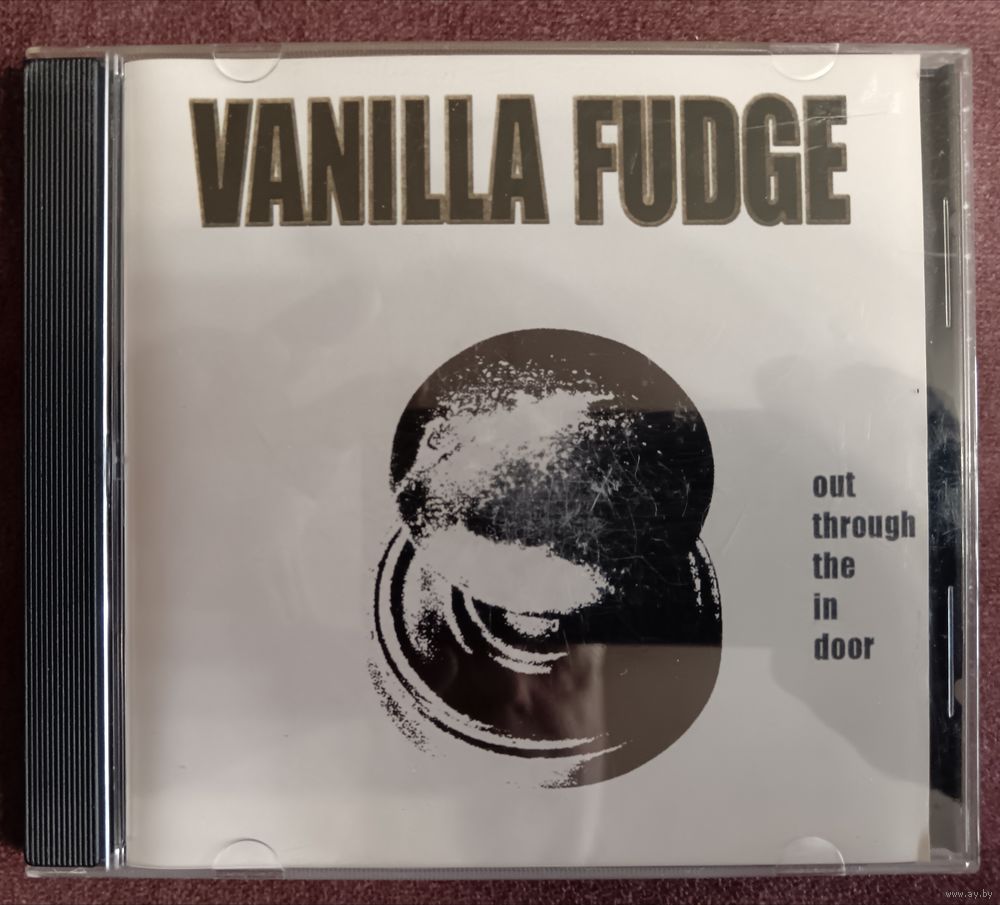 VANILLA FUDGE
out
through
the
in
door
www.ay.by